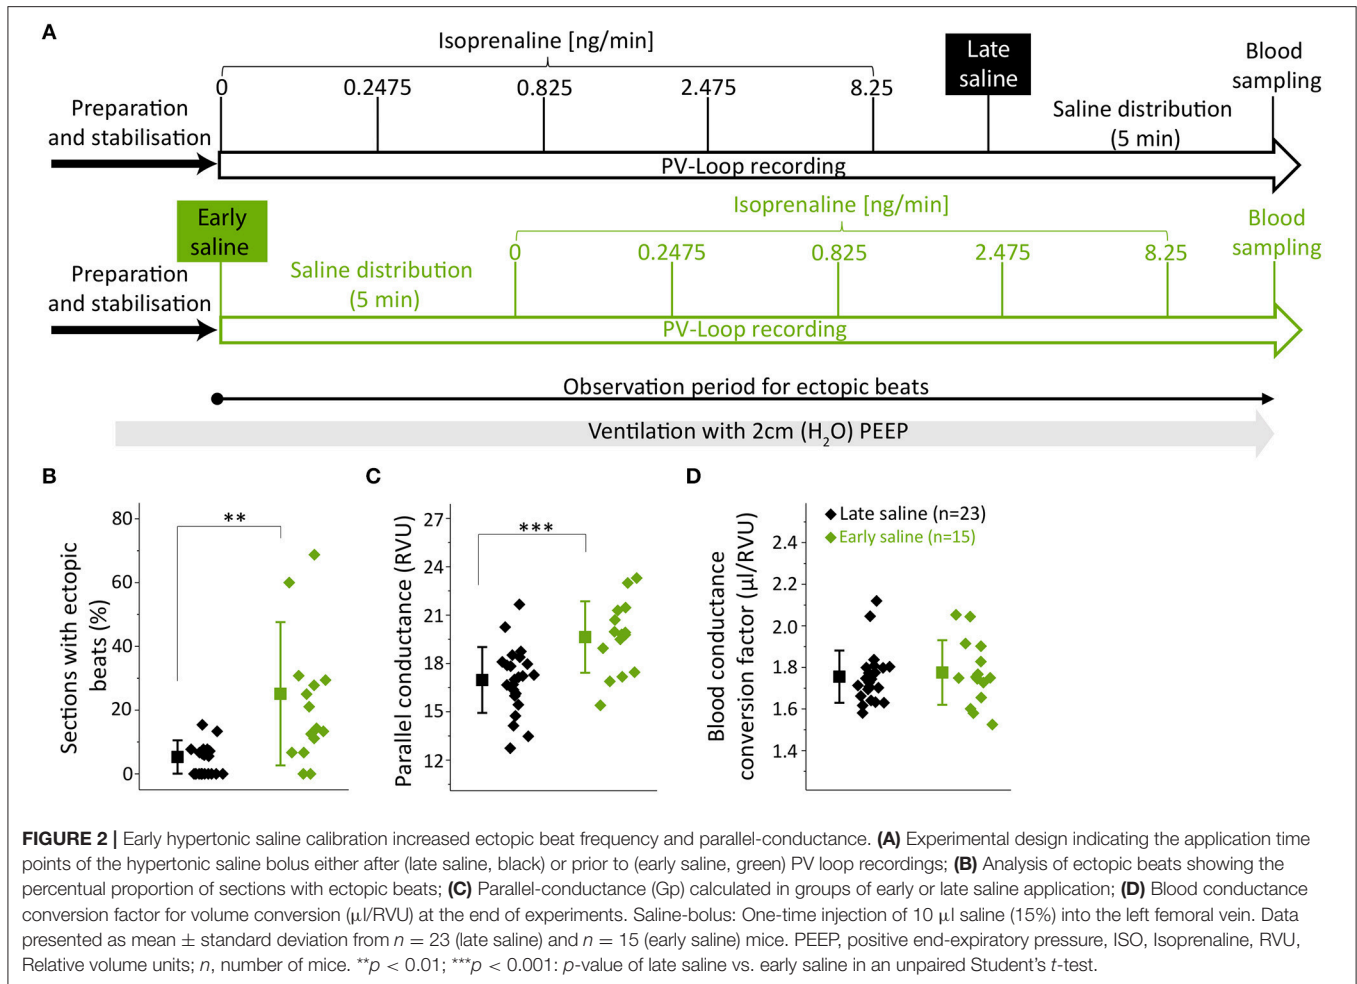 A
Isoprenaline [ng/min]
0 0.2475 0.825 2.475 8.25
Late
saline
Blood
sampling
Preparation
and stabilisation
Saline distribution
(5 min)
PV-Loop recording
Early
saline
Isoprenaline [ng/min]
0 0.2475 0.825 2.475 8.25
Blood
sampling
Preparation
and stabilisation
Saline distribution
(5 min)
PV-Loop recording
Observation period for ectopic beats
Ventilation with 2cm (H₂O) PEEP
B
Sections with ectopic
beats (%)
80
60
40
20
0
**
C
Parallel conductance (RVU)
27
24
21
18
15
12
***
D
Blood conductance
conversion factor (µl/RVU)
2.4
2.2
2.0
1.8
1.6
1.4
Late saline (n=23)
Early saline (n=15)
FIGURE 2 | Early hypertonic saline calibration increased ectopic beat frequency and parallel-conductance. (A) Experimental design indicating the application time
points of the hypertonic saline bolus either after (late saline, black) or prior to (early saline, green) PV loop recordings; (B) Analysis of ectopic beats showing the
percentual proportion of sections with ectopic beats; (C) Parallel-conductance (Gp) calculated in groups of early or late saline application; (D) Blood conductance
conversion factor for volume conversion (µl/RVU) at the end of experiments. Saline-bolus: One-time injection of 10 µl saline (15%) into the left femoral vein. Data
presented as mean ± standard deviation from n = 23 (late saline) and n = 15 (early saline) mice. PEEP, positive end-expiratory pressure, ISO, Isoprenaline, RVU,
Relative volume units; n, number of mice. **p < 0.01; ***p < 0.001: p-value of late saline vs. early saline in an unpaired Student's t-test.